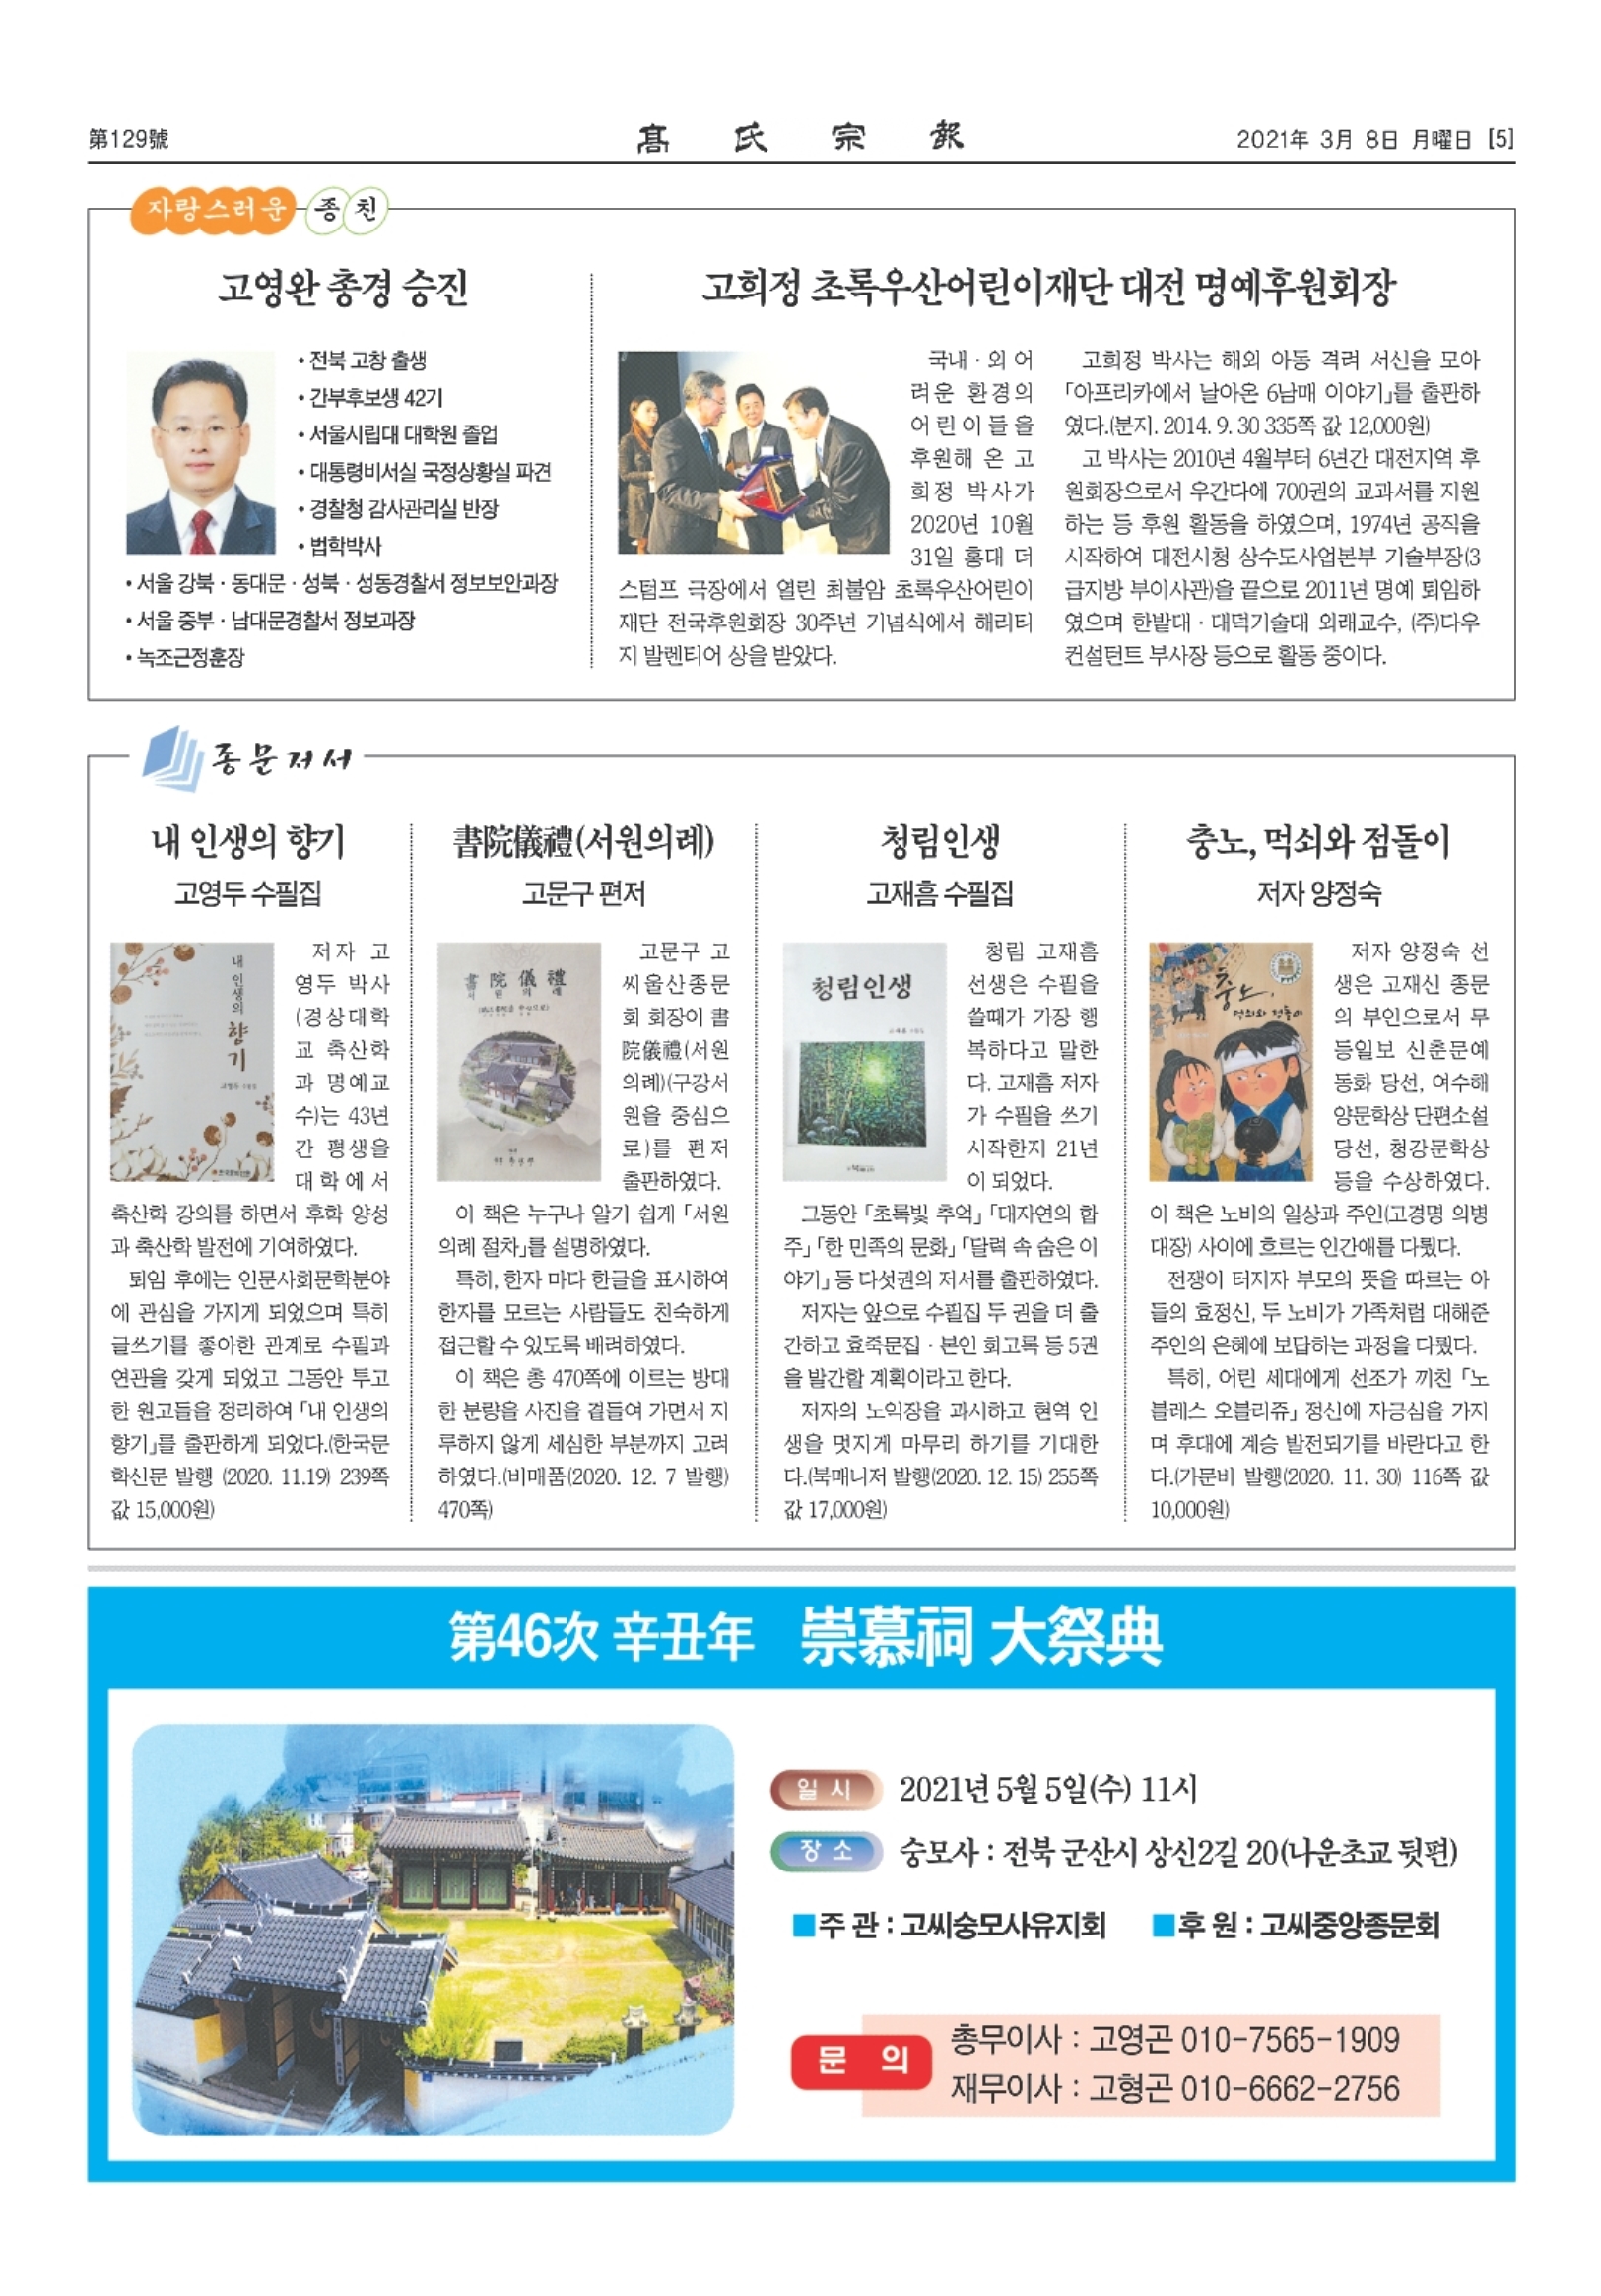 第129號
髙氏宗報
2021年 3月 8日 月曜日 [5]
자랑스러운 종친
고영완 총경 승진
• 전북 고창 출생
• 간부후보생 42기
• 서울시립대 대학원 졸업
• 대통령비서실 국정상황실 파견
• 경찰청 감사관리실 반장
• 법학박사
• 서울 강북 · 동대문 · 성북 · 성동경찰서 정보보안과장
• 서울 중부 · 남대문경찰서 정보과장
• 녹조근정훈장
고희정 초록우산어린이재단 대전 명예후원회장
국내 · 외 어
려운 환경의
어린이들을
후원해 온 고
희정 박사가
2020년 10월
31일 홍대 더
스텀프 극장에서 열린 최불암 초록우산어린이
재단 전국후원회장 30주년 기념식에서 해리티
지 발렌티어 상을 받았다.
고희정 박사는 해외 아동 격려 서신을 모아
「아프리카에서 날아온 6남매 이야기」를 출판하
였다.(분지. 2014. 9. 30 335쪽 값 12,000원)
고 박사는 2010년 4월부터 6년간 대전지역 후
원회장으로서 우간다에 700권의 교과서를 지원
하는 등 후원 활동을 하였으며, 1974년 공직을
시작하여 대전시청 상수도사업본부 기술부장(3
급지방 부이사관)을 끝으로 2011년 명예 퇴임하
였으며 한밭대 · 대덕기술대 외래교수, (주)다우
컨설턴트 부사장 등으로 활동 중이다.
종문저서
내 인생의 향기
고영두 수필집
내 인생의 향기
저자 고
영두 박사
(경상대학
교 축산학
과 명예교
수)는 43년
간 평생을
대학에서
축산학 강의를 하면서 후학 양성
과 축산학 발전에 기여하였다.
퇴임 후에는 인문사회문학분야
에 관심을 가지게 되었으며 특히
글쓰기를 좋아한 관계로 수필과
연관을 갖게 되었고 그동안 투고
한 원고들을 정리하여 「내 인생의
향기」를 출판하게 되었다.(한국문
학신문 발행 (2020. 11.19) 239쪽
값 15,000원)
書院儀禮(서원의례)
고문구 편저
書院儀禮
서원의례
고문구 고
씨울산종문
회 회장이 書
院儀禮(서원
의례)(구강서
원을 중심으
로)를 편저
출판하였다.
이 책은 누구나 알기 쉽게 「서원
의례 절차」를 설명하였다.
특히, 한자 마다 한글을 표시하여
한자를 모르는 사람들도 친숙하게
접근할 수 있도록 배려하였다.
이 책은 총 470쪽에 이르는 방대
한 분량을 사진을 곁들여 가면서 지
루하지 않게 세심한 부분까지 고려
하였다.(비매품(2020. 12. 7 발행)
470쪽)
청림인생
고재흠 수필집
청림인생
청림 고재흠
선생은 수필을
쓸때가 가장 행
복하다고 말한
다. 고재흠 저자
가 수필을 쓰기
시작한지 21년
이 되었다.
그동안 「초록빛 추억」 「대자연의 합
주」 「한 민족의 문화」 「달력 속 숨은 이
야기」 등 다섯권의 저서를 출판하였다.
저자는 앞으로 수필집 두 권을 더 출
간하고 효죽문집 · 본인 회고록 등 5권
을 발간할 계획이라고 한다.
저자의 노익장을 과시하고 현역 인
생을 멋지게 마무리 하기를 기대한
다.(북매니저 발행(2020. 12. 15) 255쪽
값 17,000원)
충노, 먹쇠와 점돌이
저자 양정숙
충노,
먹쇠와 점돌이
저자 양정숙 선
생은 고재신 종문
의 부인으로서 무
등일보 신춘문예
동화 당선, 여수해
양문학상 단편소설
당선, 청강문학상
등을 수상하였다.
이 책은 노비의 일상과 주인(고경명 의병
대장) 사이에 흐르는 인간애를 다뤘다.
전쟁이 터지자 부모의 뜻을 따르는 아
들의 효정신, 두 노비가 가족처럼 대해준
주인의 은혜에 보답하는 과정을 다뤘다.
특히, 어린 세대에게 선조가 끼친 「노
블레스 오블리쥬」 정신에 자긍심을 가지
며 후대에 계승 발전되기를 바란다고 한
다.(가문비 발행(2020. 11. 30) 116쪽 값
10,000원)
第46次 辛丑年 崇慕祠 大祭典
일 시 2021년 5월 5일(수) 11시
장 소 숭모사 : 전북 군산시 상신2길 20(나운초교 뒷편)
■주 관 : 고씨숭모사유지회 ■후 원 : 고씨중앙종문회
문 의
총무이사 : 고영곤 010-7565-1909
재무이사 : 고형곤 010-6662-2756